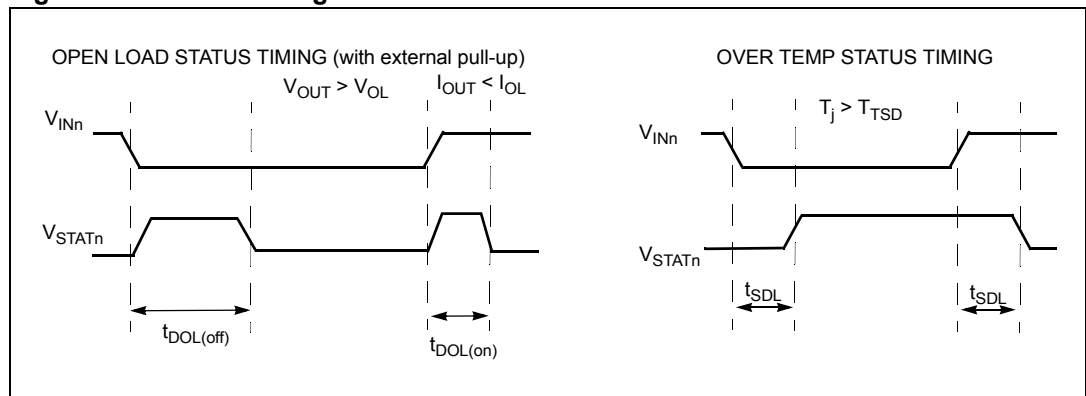 OPEN LOAD STATUS TIMING (with external pull-up)
V_OUT > V_OL
I_OUT < I_OL
V_INn
V_STATn
t_DOL(off)
t_DOL(on)
OVER TEMP STATUS TIMING
T_j > T_TSD
V_INn
V_STATn
t_SDL
t_SDL